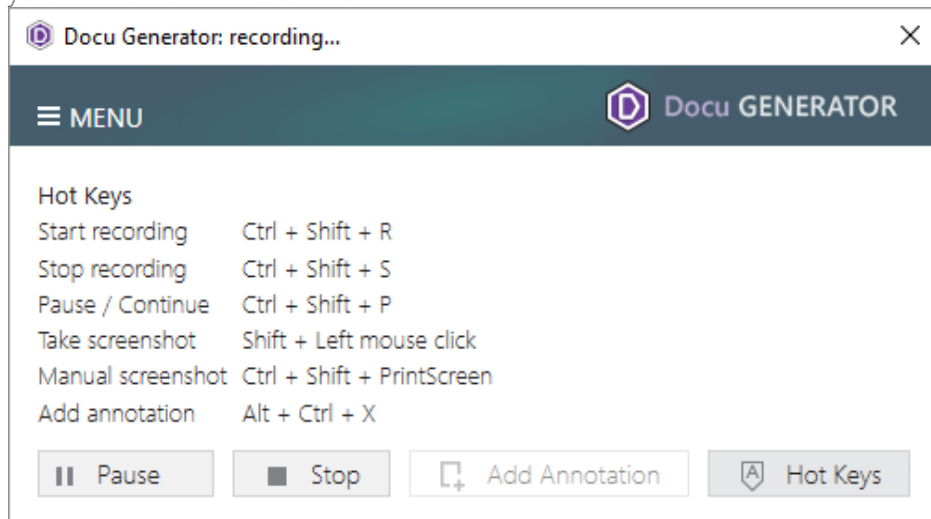 Docu Generator: recording...
MENU
Docu GENERATOR
Hot Keys
Start recording Ctrl + Shift + R
Stop recording Ctrl + Shift + S
Pause / Continue Ctrl + Shift + P
Take screenshot Shift + Left mouse click
Manual screenshot Ctrl + Shift + PrintScreen
Add annotation Alt + Ctrl + X
Pause Stop Add Annotation Hot Keys